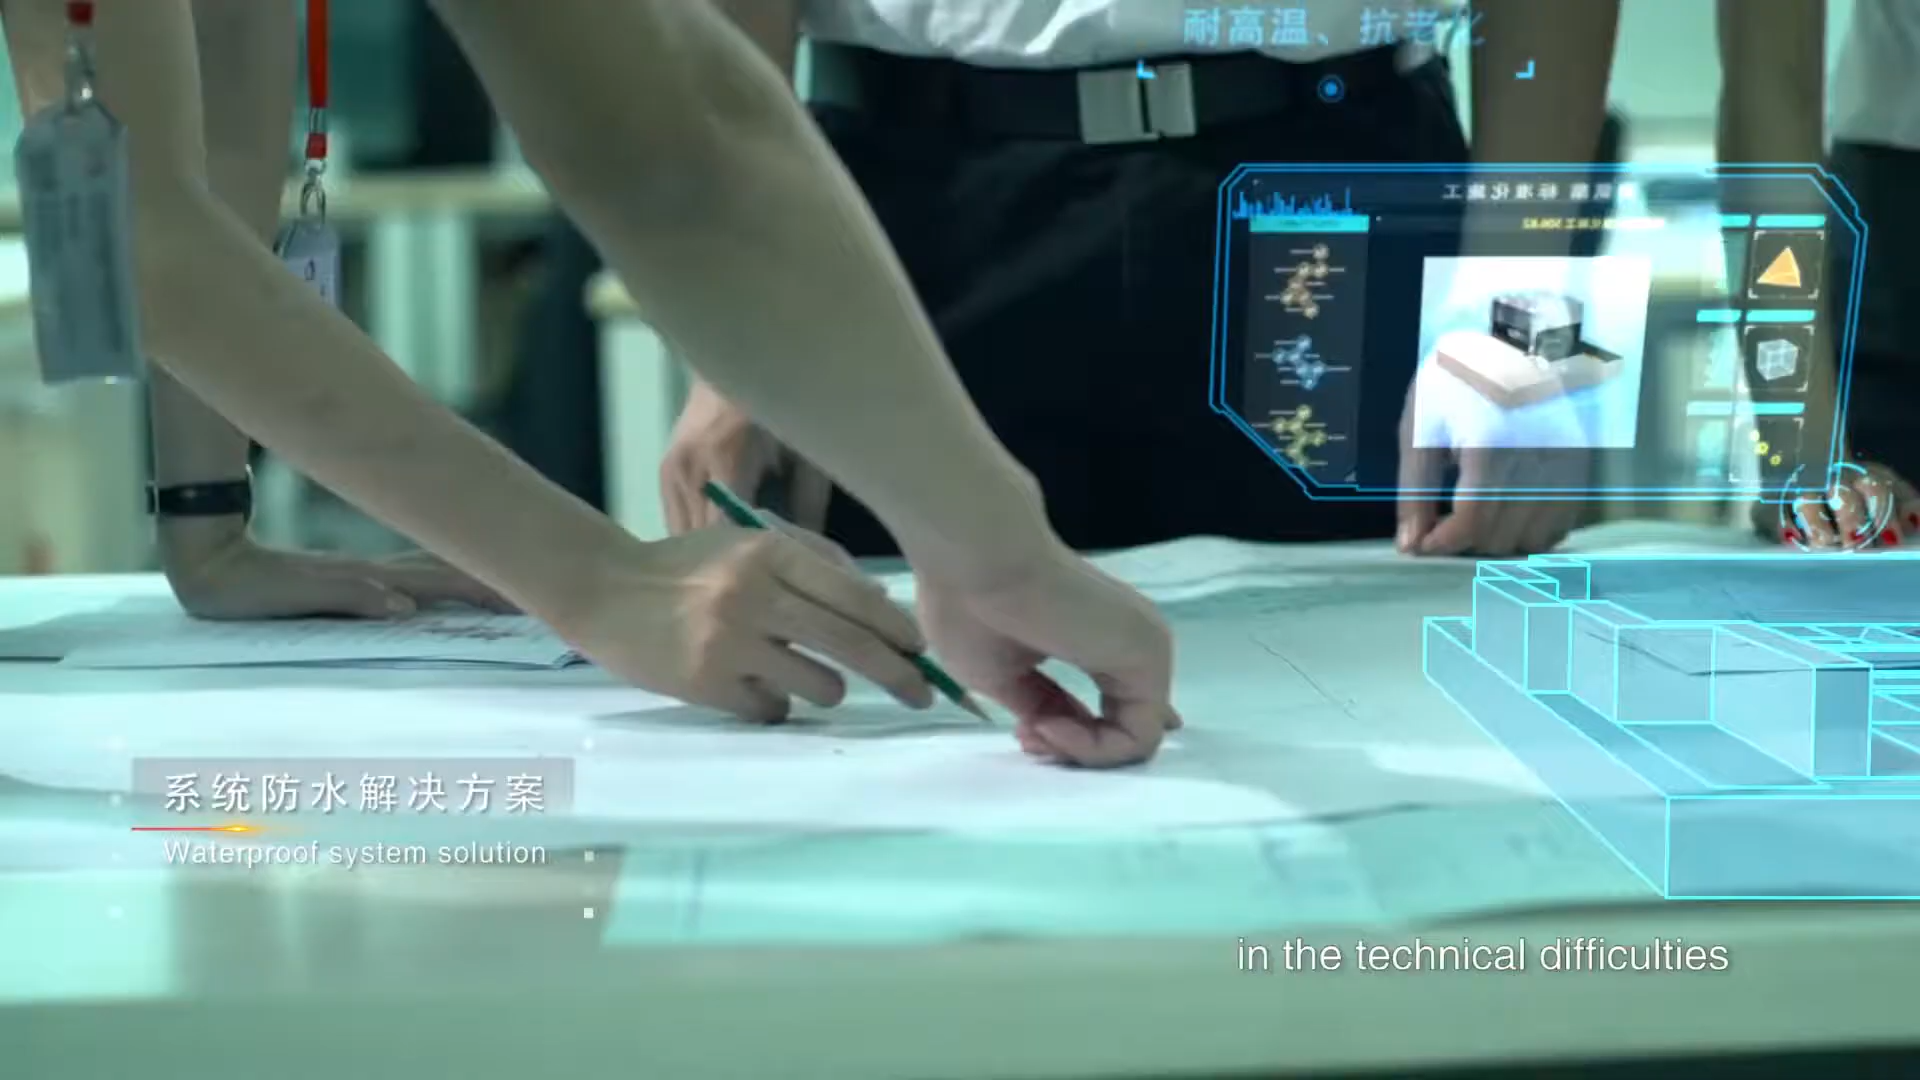 耐高温、抗老化
系统防水解决方案
Waterproof system solution
in the technical difficulties